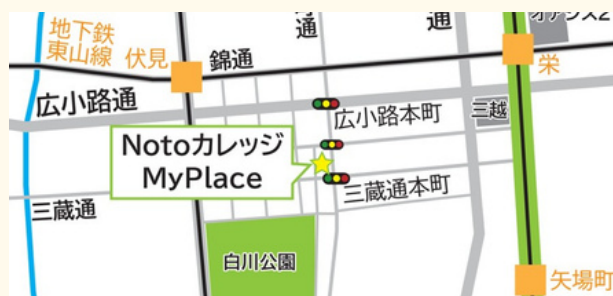 地下鉄
東山線 伏見
錦通
通
通
オアシス2
栄
広小路通
広小路本町
三越
Notoカレッジ
MyPlace
三蔵通
三蔵通本町
白川公園
矢場町